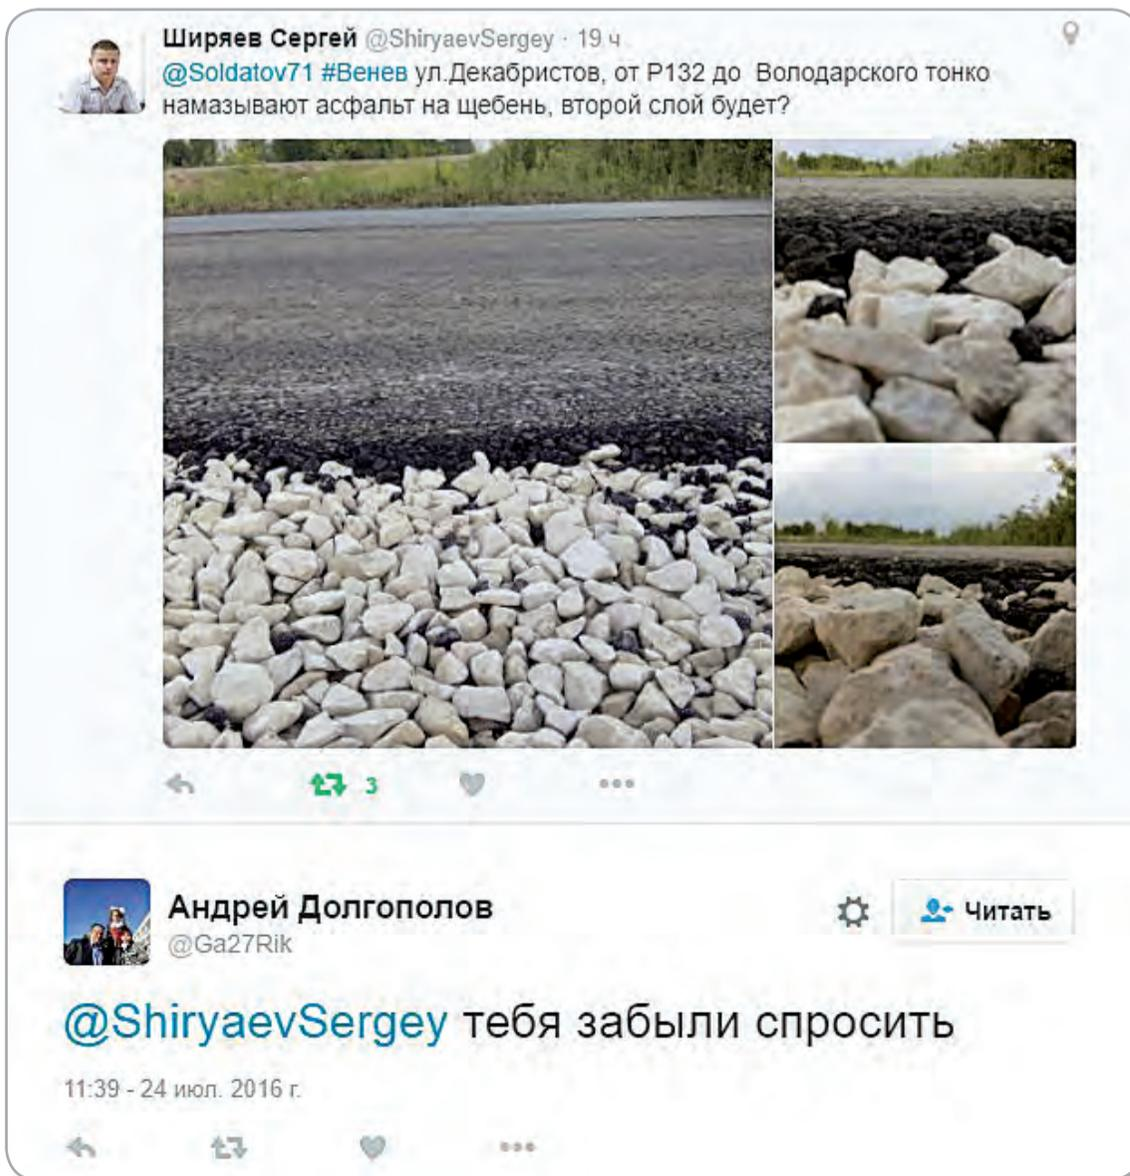 Ширяев Сергей @ShiryaevSergey · 19 ч
@Soldatov71 #Венев ул.Декабристов, от Р132 до Володарского тонко
намазывают асфальт на щебень, второй слой будет?
3
Андрей Долгополов
Читать
@Ga27Rik
@ShiryaevSergey тебя забыли спросить
11:39 - 24 июл. 2016 г.